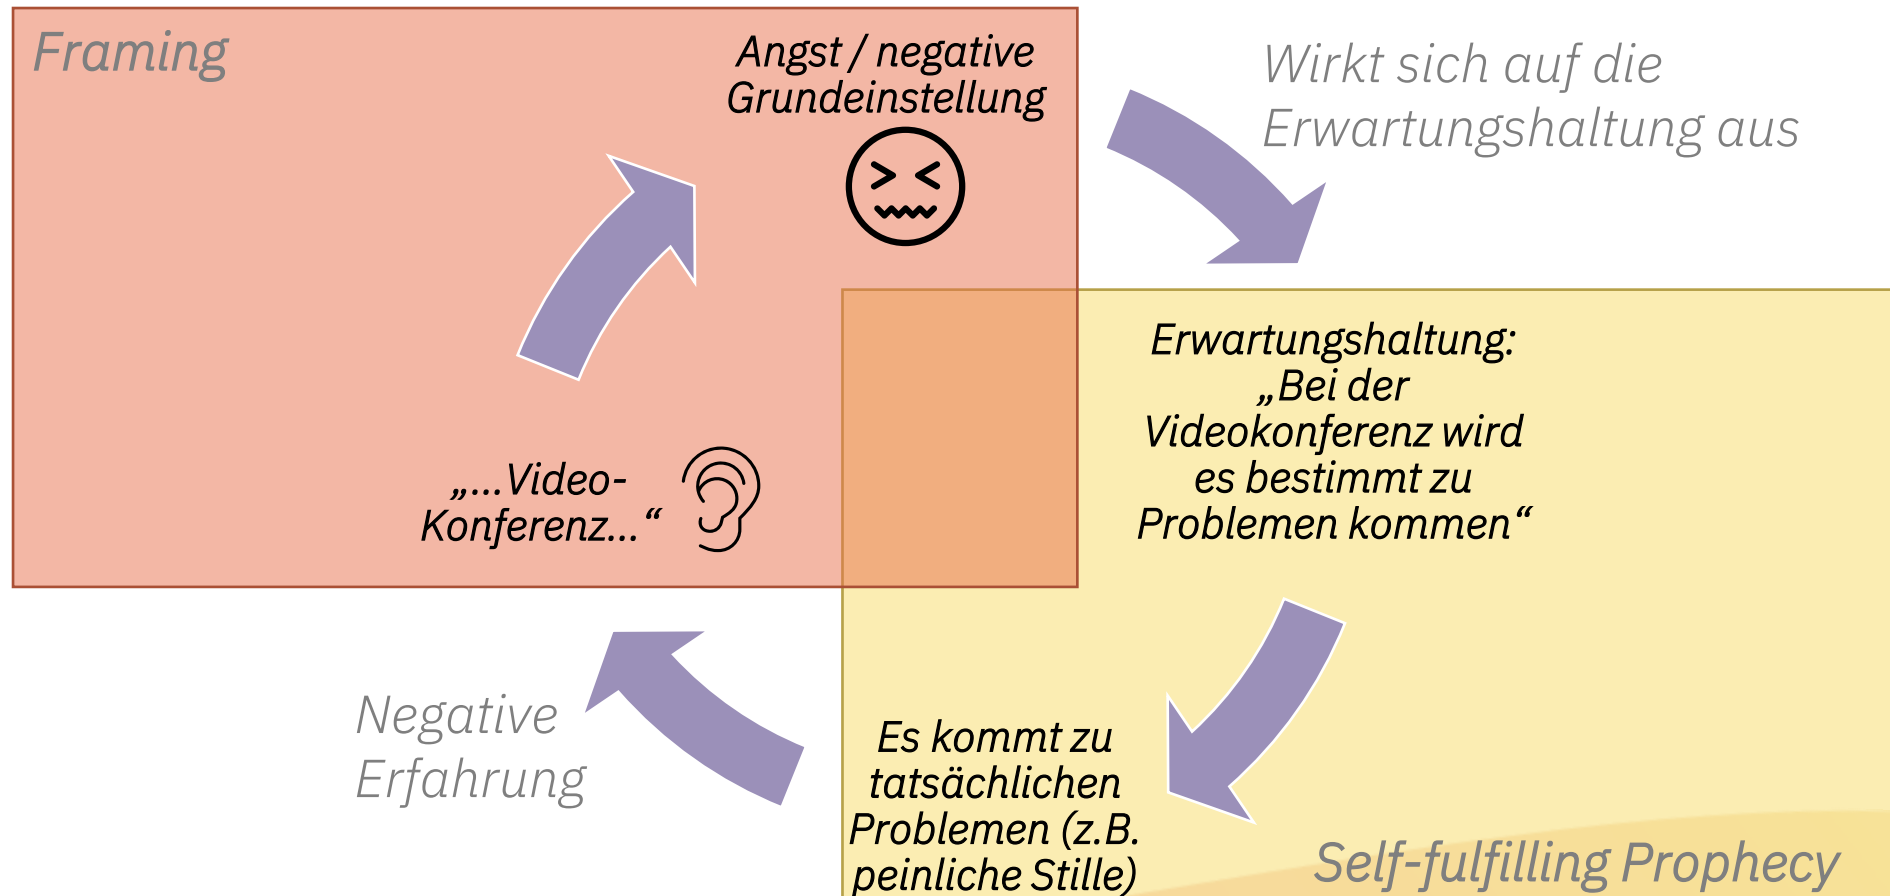 Framing
Angst / negative
Grundeinstellung
Wirkt sich auf die
Erwartungshaltung aus
Erwartungshaltung:
„Bei der
Videokonferenz wird
es bestimmt zu
Problemen kommen“
„...Video-
Konferenz...“
Negative
Erfahrung
Es kommt zu
tatsächlichen
Problemen (z.B.
peinliche Stille)
Self-fulfilling Prophecy